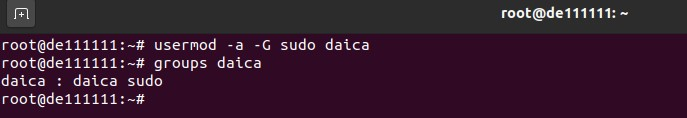 root@de111111: ~
root@de111111:~# usermod -a -G sudo daica
root@de111111:~# groups daica
daica : daica sudo
root@de111111:~#